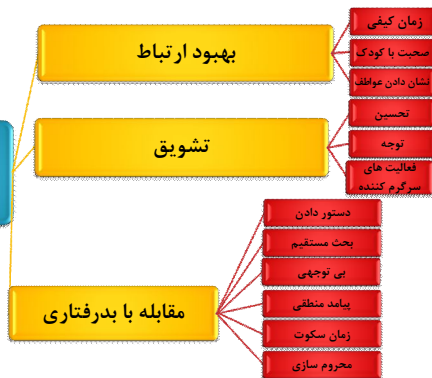 بهبود ارتباط
زمان کیفی
صحبت با کودک
نشان دادن عواطف
تشویق
تحسین
توجه
فعالیت های
سرگرم کننده
مقابله با بدرفتاری
دستور دادن
بحث مستقیم
بی توجهی
پیامد منطقی
زمان سکوت
محروم سازی